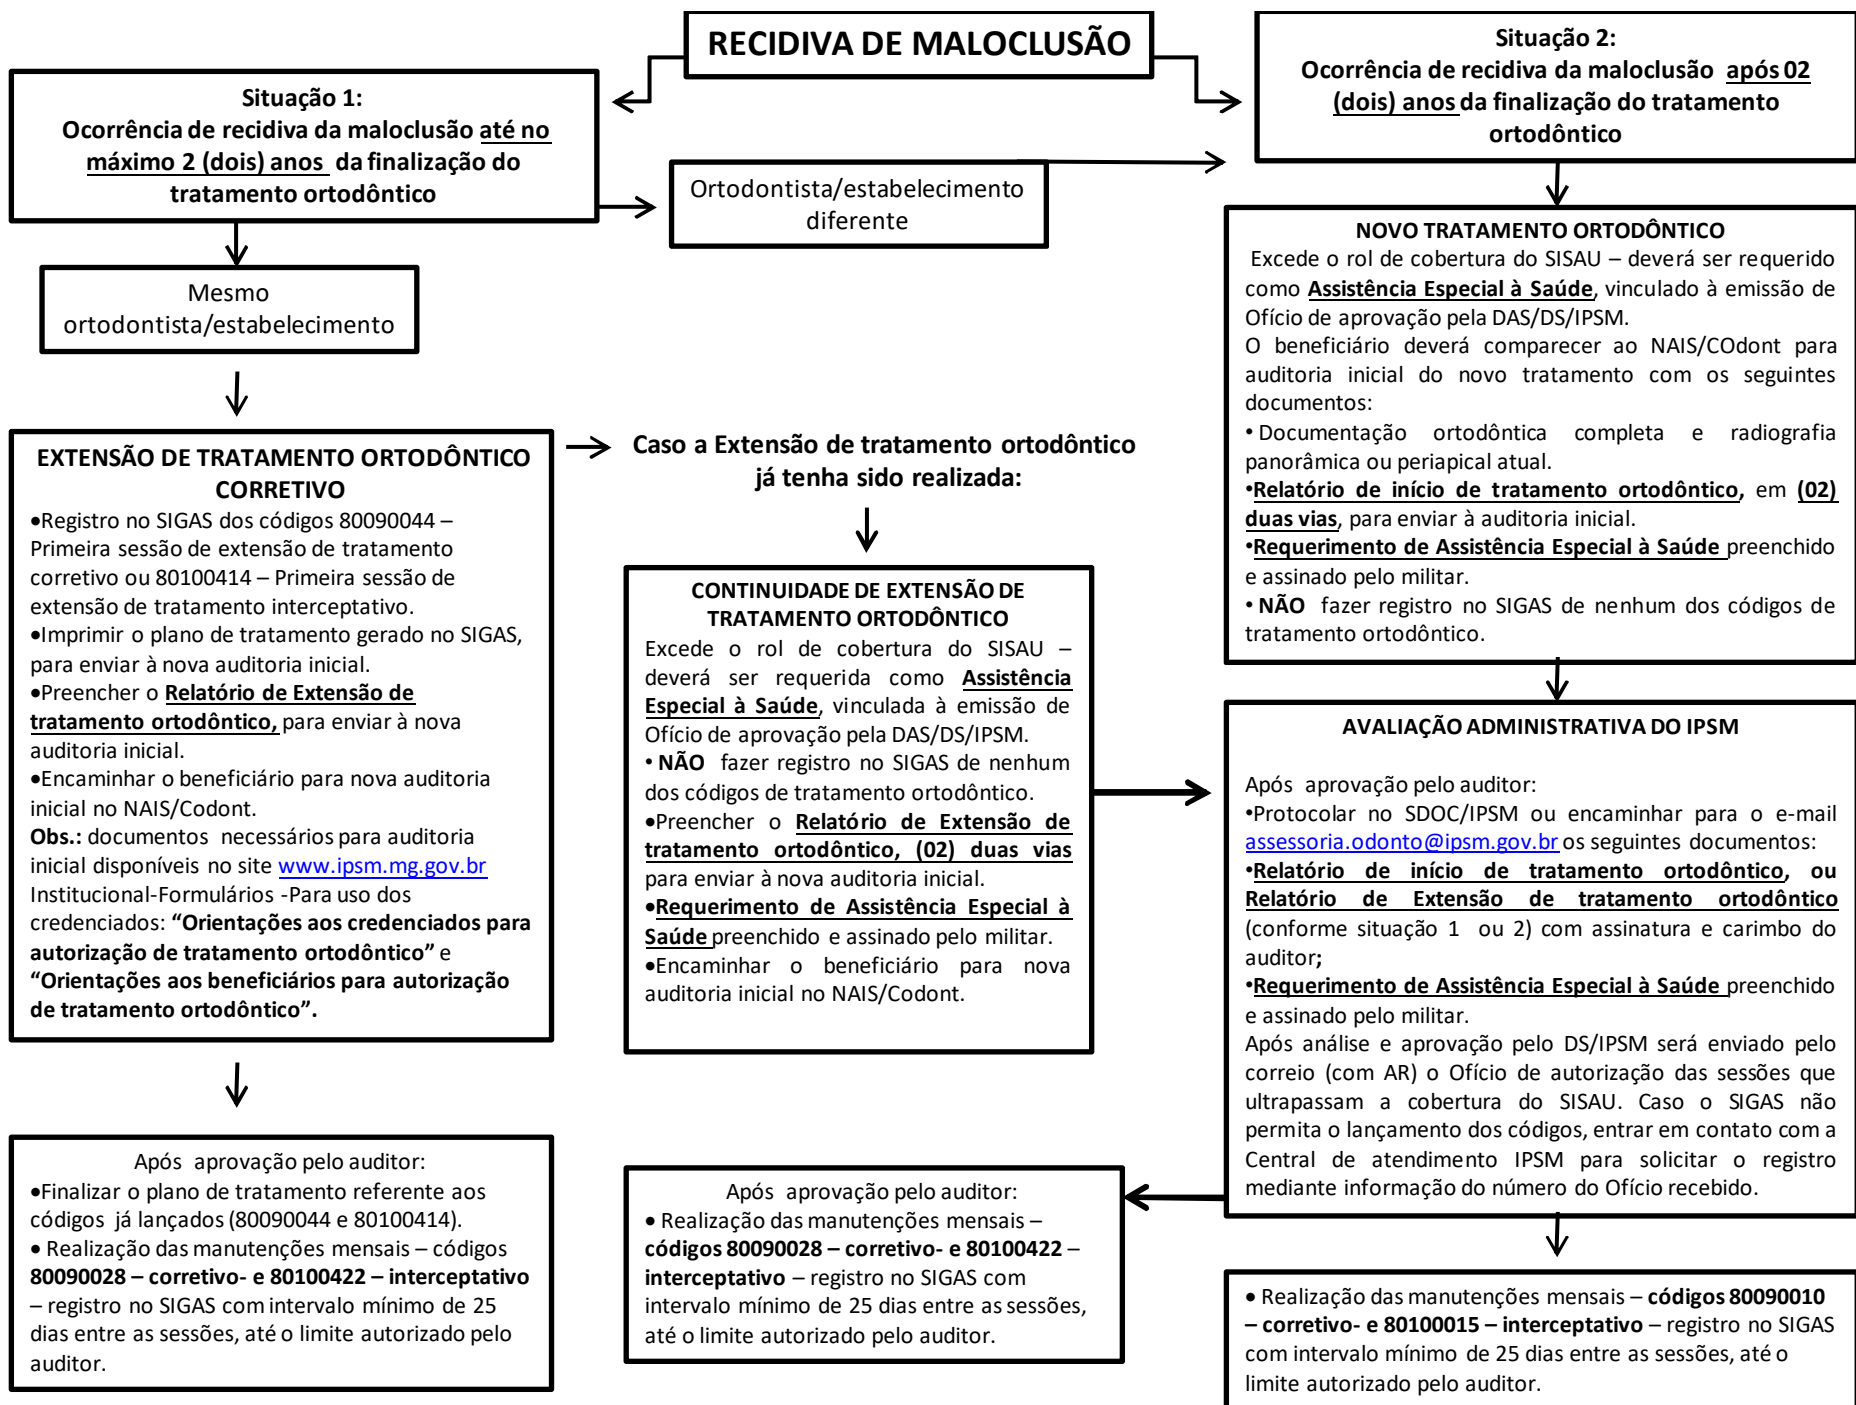 RECIDIVA DE MALOCLUSÃO
Situação 1:
Ocorrência de recidiva da maloclusão até no
máximo 2 (dois) anos da finalização do
tratamento ortodôntico
Situação 2:
Ocorrência de recidiva da maloclusão após 02
(dois) anos da finalização do tratamento
ortodôntico
Ortodontista/estabelecimento
diferente
Mesmo
ortodontista/estabelecimento
EXTENSÃO DE TRATAMENTO ORTODÔNTICO
CORRETIVO
•Registro no SIGAS dos códigos 80090044 –
Primeira sessão de extensão de tratamento
corretivo ou 80100414 – Primeira sessão de
extensão de tratamento interceptativo.
•Imprimir o plano de tratamento gerado no SIGAS,
para enviar à nova auditoria inicial.
•Preencher o Relatório de Extensão de
tratamento ortodôntico, para enviar à nova
auditoria inicial.
•Encaminhar o beneficiário para nova auditoria
inicial no NAIS/Codont.
Obs.: documentos necessários para auditoria
inicial disponíveis no site www.ipsm.mg.gov.br
Institucional-Formulários -Para uso dos
credenciados: “Orientações aos credenciados para
autorização de tratamento ortodôntico” e
“Orientações aos beneficiários para autorização
de tratamento ortodôntico”.
Após aprovação pelo auditor:
•Finalizar o plano de tratamento referente aos
códigos já lançados (80090044 e 80100414).
• Realização das manutenções mensais – códigos
80090028 – corretivo- e 80100422 – interceptativo
– registro no SIGAS com intervalo mínimo de 25
dias entre as sessões, até o limite autorizado pelo
auditor.
Caso a Extensão de tratamento ortodôntico
já tenha sido realizada:
CONTINUIDADE DE EXTENSÃO DE
TRATAMENTO ORTODÔNTICO
Excede o rol de cobertura do SISAU –
deverá ser requerida como Assistência
Especial à Saúde, vinculada à emissão de
Ofício de aprovação pela DAS/DS/IPSM.
• NÃO fazer registro no SIGAS de nenhum
dos códigos de tratamento ortodôntico.
•Preencher o Relatório de Extensão de
tratamento ortodôntico, (02) duas vias
para enviar à nova auditoria inicial.
•Requerimento de Assistência Especial à
Saúde preenchido e assinado pelo militar.
•Encaminhar o beneficiário para nova
auditoria inicial no NAIS/Codont.
Após aprovação pelo auditor:
• Realização das manutenções mensais –
códigos 80090028 – corretivo- e 80100422 –
interceptativo – registro no SIGAS com
intervalo mínimo de 25 dias entre as sessões,
até o limite autorizado pelo auditor.
NOVO TRATAMENTO ORTODÔNTICO
Excede o rol de cobertura do SISAU – deverá ser requerido
como Assistência Especial à Saúde, vinculado à emissão de
Ofício de aprovação pela DAS/DS/IPSM.
O beneficiário deverá comparecer ao NAIS/COdont para
auditoria inicial do novo tratamento com os seguintes
documentos:
• Documentação ortodôntica completa e radiografia
panorâmica ou periapical atual.
•Relatório de início de tratamento ortodôntico, em (02)
duas vias, para enviar à auditoria inicial.
•Requerimento de Assistência Especial à Saúde preenchido
e assinado pelo militar.
• NÃO fazer registro no SIGAS de nenhum dos códigos de
tratamento ortodôntico.
AVALIAÇÃO ADMINISTRATIVA DO IPSM
Após aprovação pelo auditor:
•Protocolar no SDOC/IPSM ou encaminhar para o e-mail
assessoria.odonto@ipsm.gov.br os seguintes documentos:
•Relatório de início de tratamento ortodôntico, ou
Relatório de Extensão de tratamento ortodôntico
(conforme situação 1 ou 2) com assinatura e carimbo do
auditor;
•Requerimento de Assistência Especial à Saúde preenchido
e assinado pelo militar.
Após análise e aprovação pelo DS/IPSM será enviado pelo
correio (com AR) o Ofício de autorização das sessões que
ultrapassam a cobertura do SISAU. Caso o SIGAS não
permita o lançamento dos códigos, entrar em contato com a
Central de atendimento IPSM para solicitar o registro
mediante informação do número do Ofício recebido.
• Realização das manutenções mensais – códigos 80090010
– corretivo- e 80100015 – interceptativo – registro no SIGAS
com intervalo mínimo de 25 dias entre as sessões, até o
limite autorizado pelo auditor.